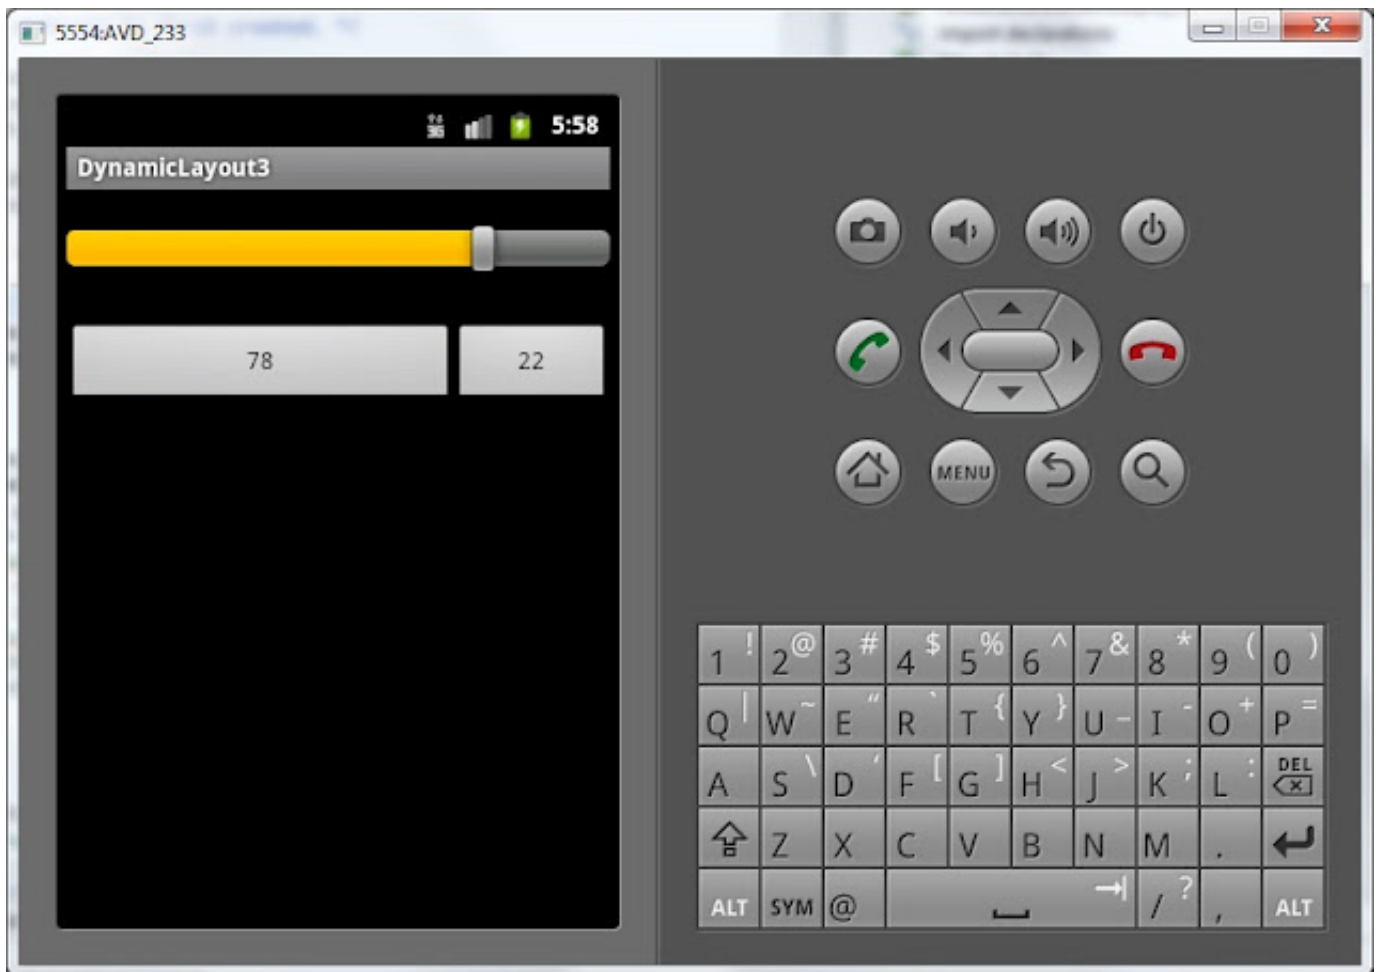 5554:AVD_233
3G 5:58
DynamicLayout3
78 22
MENU
1 ! 2 @ 3 # 4 $ 5 % 6 ^ 7 & 8 * 9 ( 0 )
Q | W ~ E " R ` T { Y } U _ I - O + P =
A S \ D ' F [ G ] H < J > K ; L : DEL
Z X C V B N M .
ALT SYM @ / ? , ALT